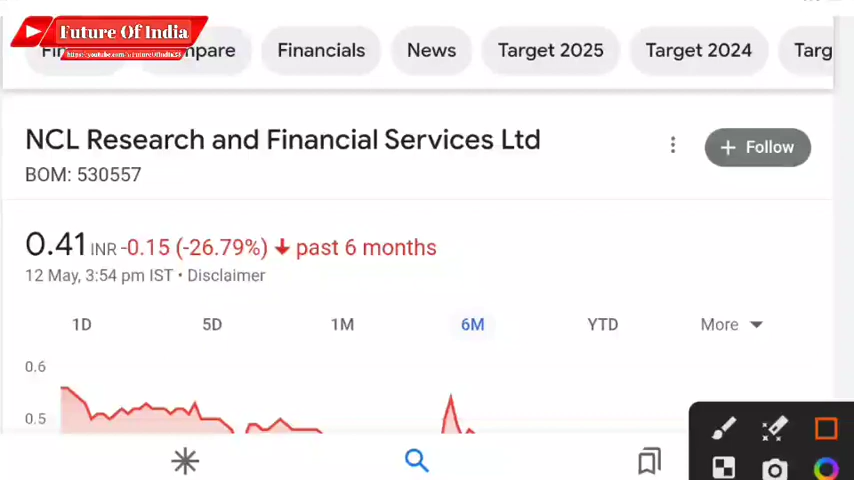 Future Of India
Compare
Financials
News
Target 2025
Target 2024
Targ
NCL Research and Financial Services Ltd
BOM: 530557
+ Follow
0.41 INR -0.15 (-26.79%) ↓ past 6 months
12 May, 3:54 pm IST • Disclaimer
1D
5D
1M
6M
YTD
More
0.6
0.5